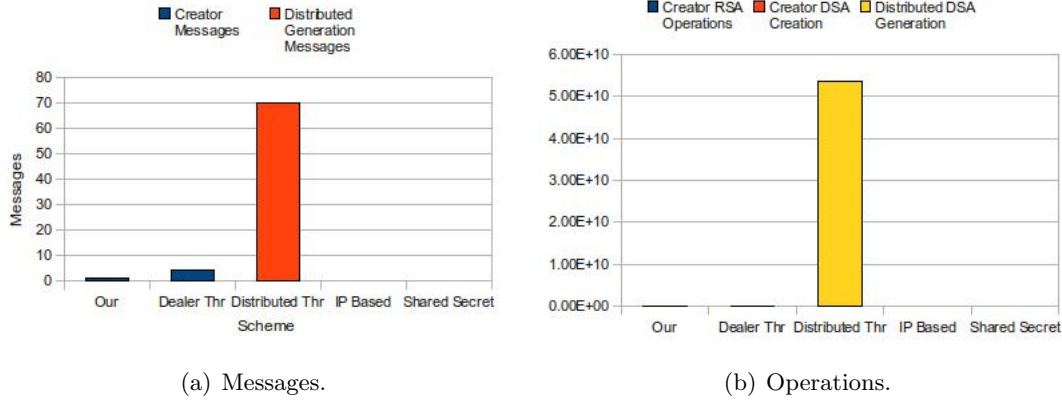 Creator Messages
Distributed Generation Messages
80
70
60
50
40
30
20
10
0
Messages
Our
Dealer Thr
Distributed Thr
IP Based
Shared Secret
Scheme
(a) Messages.
Creator RSA Operations
Creator DSA Creation
Distributed DSA Generation
6.00E+10
5.00E+10
4.00E+10
3.00E+10
2.00E+10
1.00E+10
0.00E+00
Our
Dealer Thr
Distributed Thr
IP Based
Shared Secret
(b) Operations.